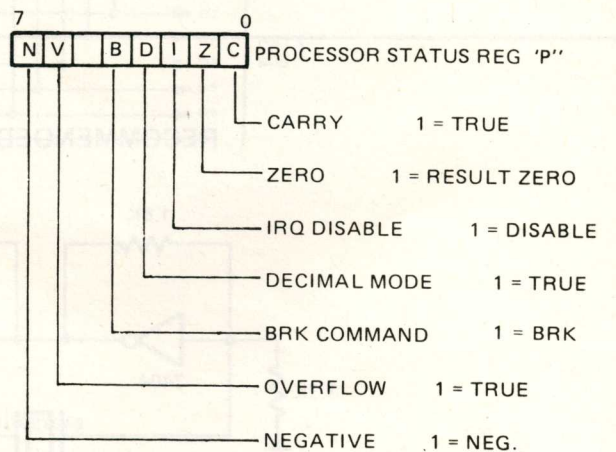 7 0
N V B D I Z C PROCESSOR STATUS REG 'P''
CARRY 1 = TRUE
ZERO 1 = RESULT ZERO
IRQ DISABLE 1 = DISABLE
DECIMAL MODE 1 = TRUE
BRK COMMAND 1 = BRK
OVERFLOW 1 = TRUE
NEGATIVE 1 = NEG.
RECOMMENDED